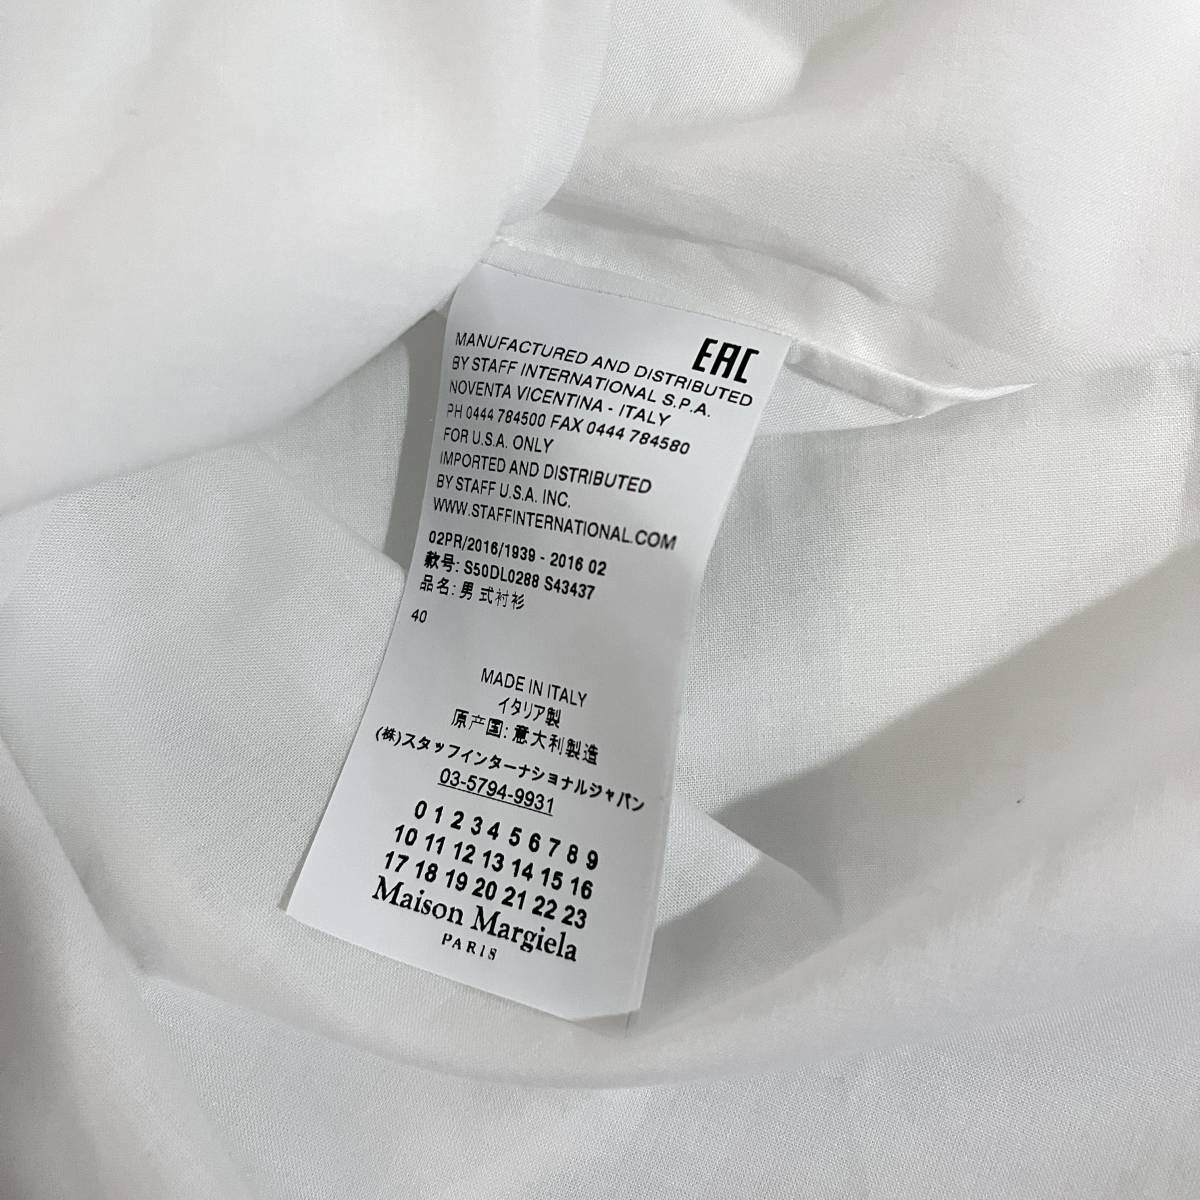 EAC
MANUFACTURED AND DISTRIBUTED
BY STAFF INTERNATIONAL S.P.A.
NOVENTA VICENTINA - ITALY
PH 0444 784500 FAX 0444 784580
FOR U.S.A. ONLY
IMPORTED AND DISTRIBUTED
BY STAFF U.S.A. INC.
WWW.STAFFINTERNATIONAL.COM
02PR/2016/1939 - 2016 02
款号: S50DL0288 S43437
品名: 男式衬衫
40
MADE IN ITALY
イタリア製
原产国: 意大利製造
(株)スタッフインターナショナルジャパン
03-5794-9931
0 1 2 3 4 5 6 7 8 9
10 11 12 13 14 15 16
17 18 19 20 21 22 23
Maison Margiela
PARIS